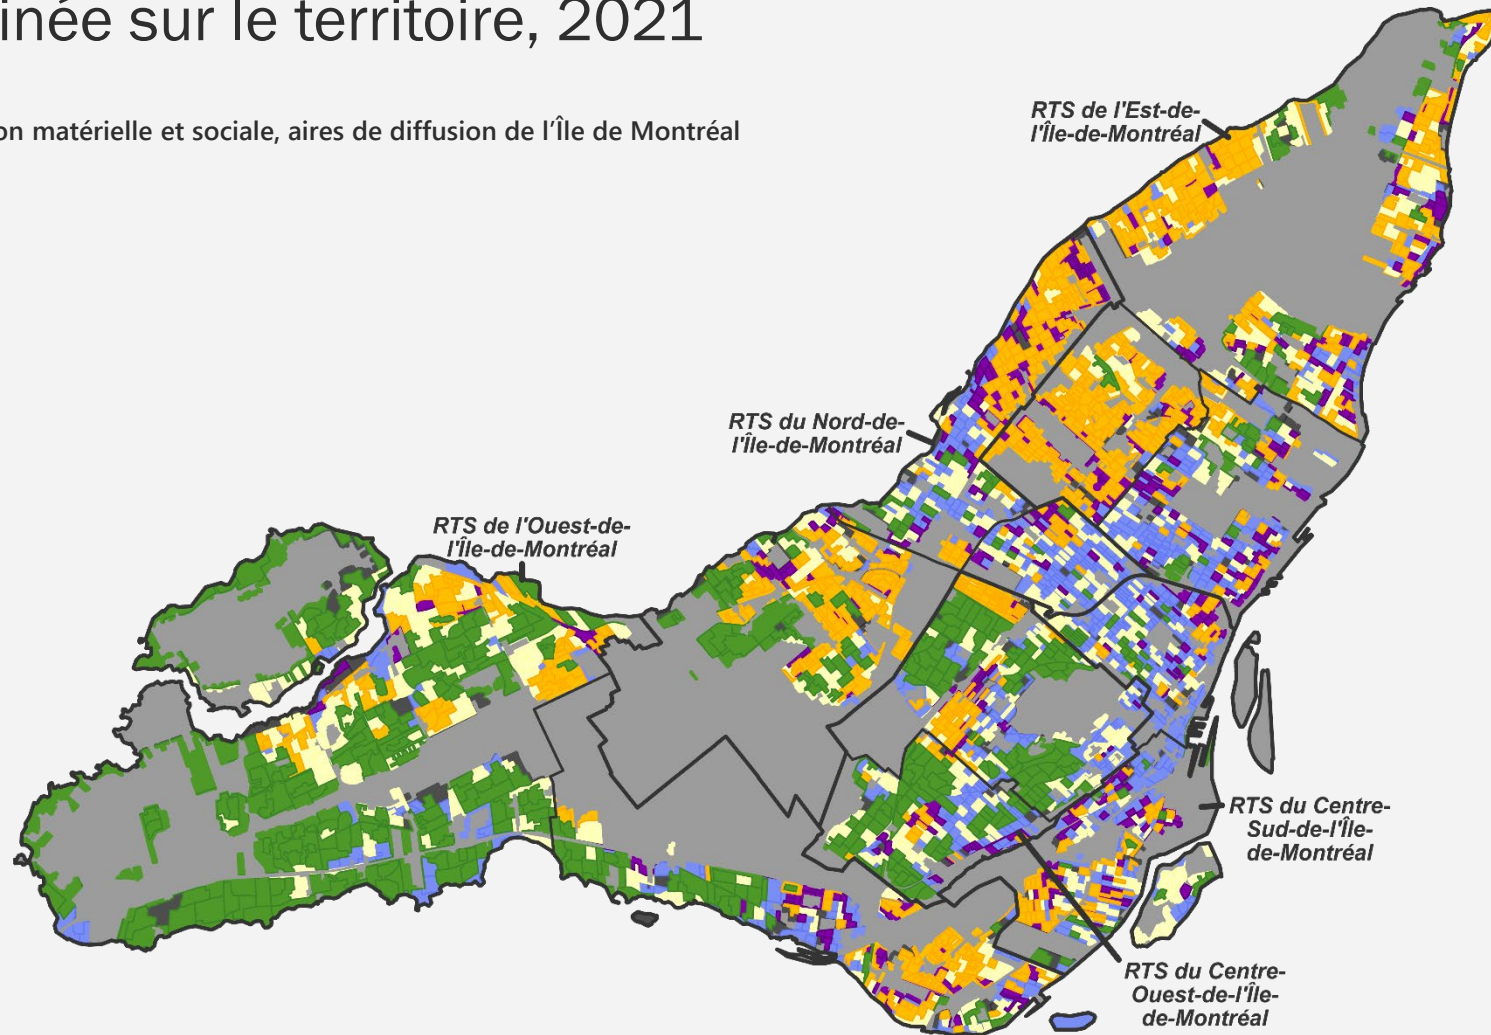 inée sur le territoire, 2021
on matérielle et sociale, aires de diffusion de l'Île de Montréal
RTS de l'Est-de-
l'Île-de-Montréal
RTS du Nord-de-
l'Île-de-Montréal
RTS de l'Ouest-de-
l'Île-de-Montréal
RTS du Centre-
Sud-de-l'Île-
de-Montréal
RTS du Centre-
Ouest-de-l'Île-
de-Montréal